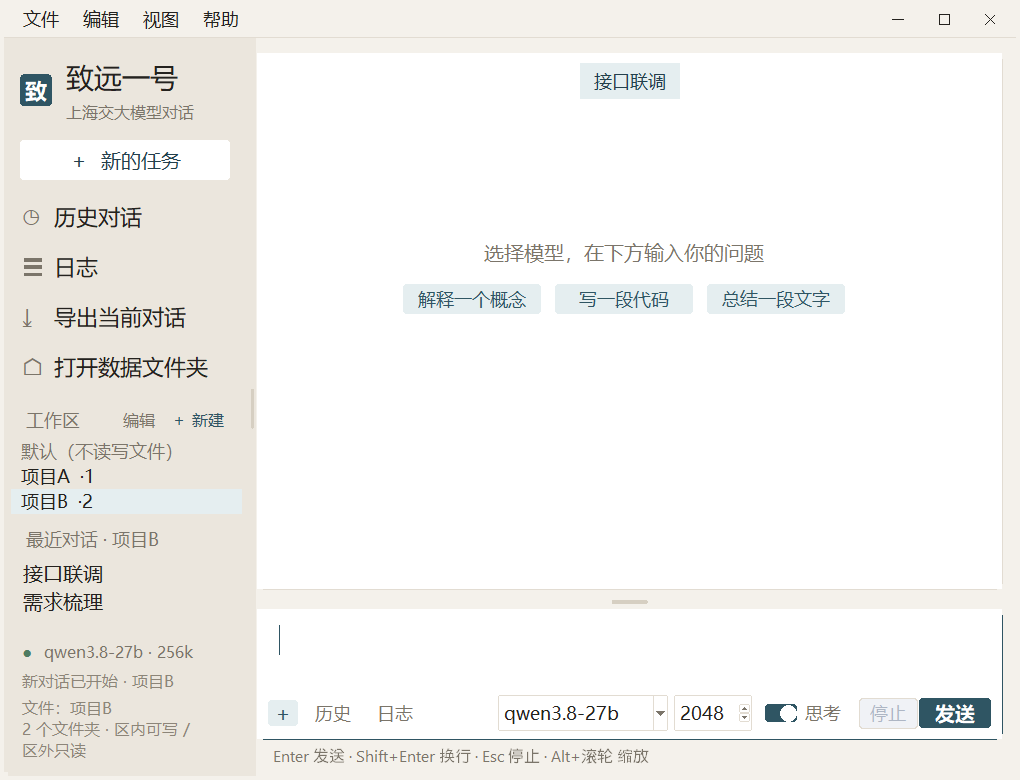 文件 编辑 视图 帮助
致
致远一号
上海交大模型对话
+ 新的任务
历史对话
日志
导出当前对话
打开数据文件夹
工作区 编辑 + 新建
默认（不读写文件）
项目A ·1
项目B ·2
最近对话 · 项目B
接口联调
需求梳理
qwen3.8-27b · 256k
新对话已开始 · 项目B
文件：项目B
2 个文件夹 · 区内可写 /
区外只读
接口联调
选择模型，在下方输入你的问题
解释一个概念 写一段代码 总结一段文字
+ 历史 日志 qwen3.8-27b 2048 思考 停止 发送
Enter 发送 · Shift+Enter 换行 · Esc 停止 · Alt+滚轮 缩放